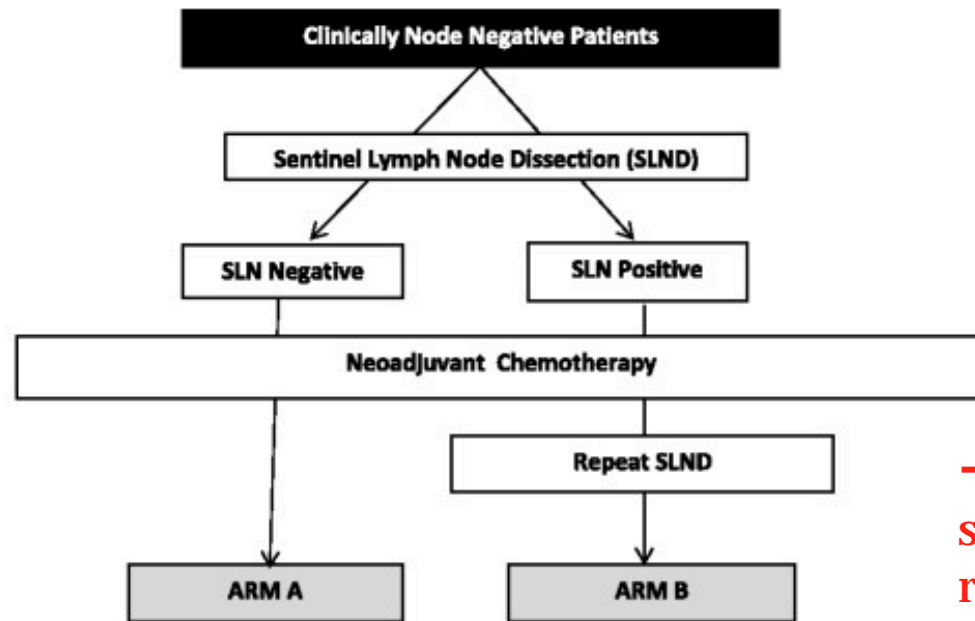 Clinically Node Negative Patients
Sentinel Lymph Node Dissection (SLND)
SLN Negative
SLN Positive
Neoadjuvant Chemotherapy
Repeat SLND
ARM A
ARM B